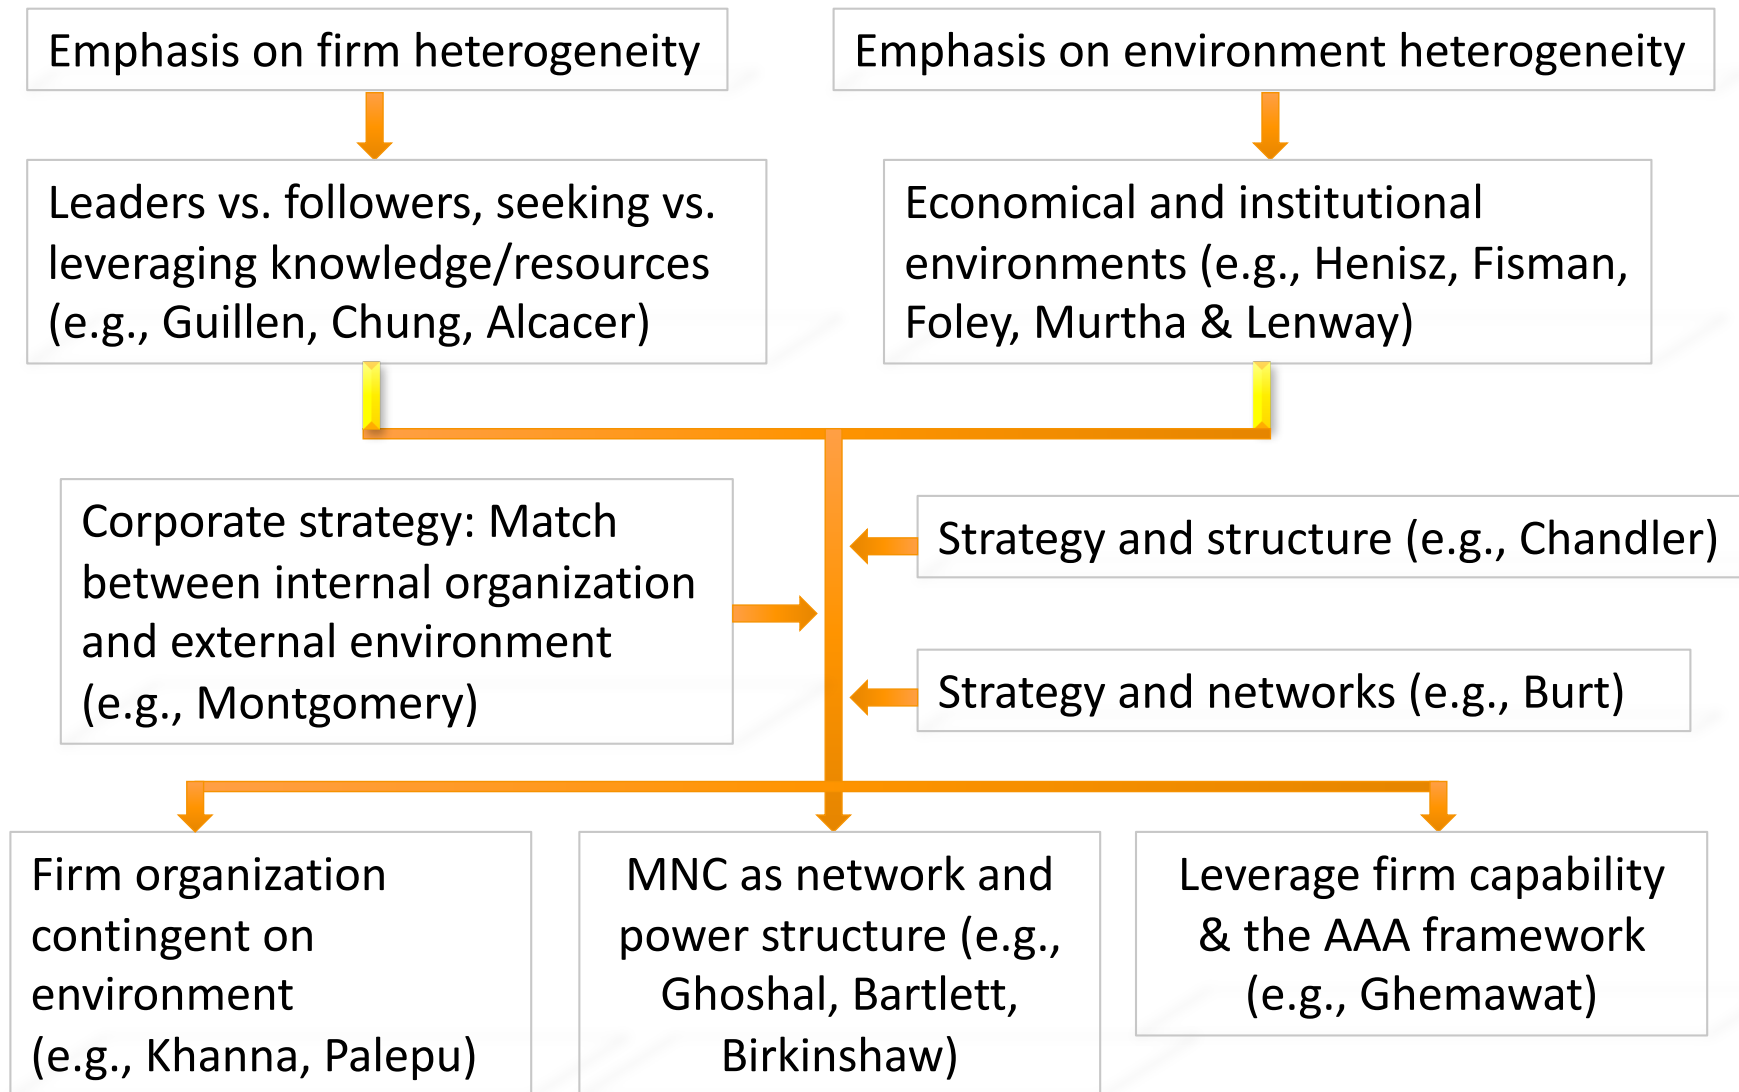 Emphasis on firm heterogeneity
Emphasis on environment heterogeneity
Leaders vs. followers, seeking vs.
leveraging knowledge/resources
(e.g., Guillen, Chung, Alcacer)
Economical and institutional
environments (e.g., Henisz, Fisman,
Foley, Murtha & Lenway)
Corporate strategy: Match
between internal organization
and external environment
(e.g., Montgomery)
Strategy and structure (e.g., Chandler)
Strategy and networks (e.g., Burt)
Firm organization
contingent on
environment
(e.g., Khanna, Palepu)
MNC as network and
power structure (e.g.,
Ghoshal, Bartlett,
Birkinshaw)
Leverage firm capability
& the AAA framework
(e.g., Ghemawat)